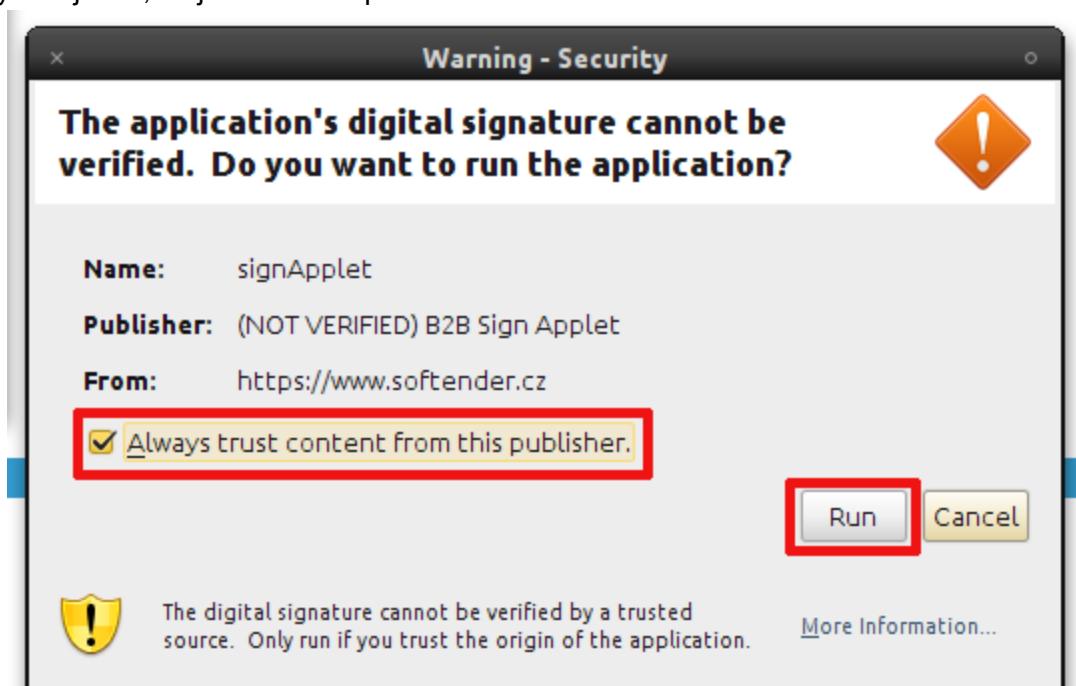 Warning - Security
The application's digital signature cannot be
verified. Do you want to run the application?
Name: signApplet
Publisher: (NOT VERIFIED) B2B Sign Applet
From: https://www.softender.cz
Always trust content from this publisher.
Run Cancel
The digital signature cannot be verified by a trusted
source. Only run if you trust the origin of the application.
More Information...